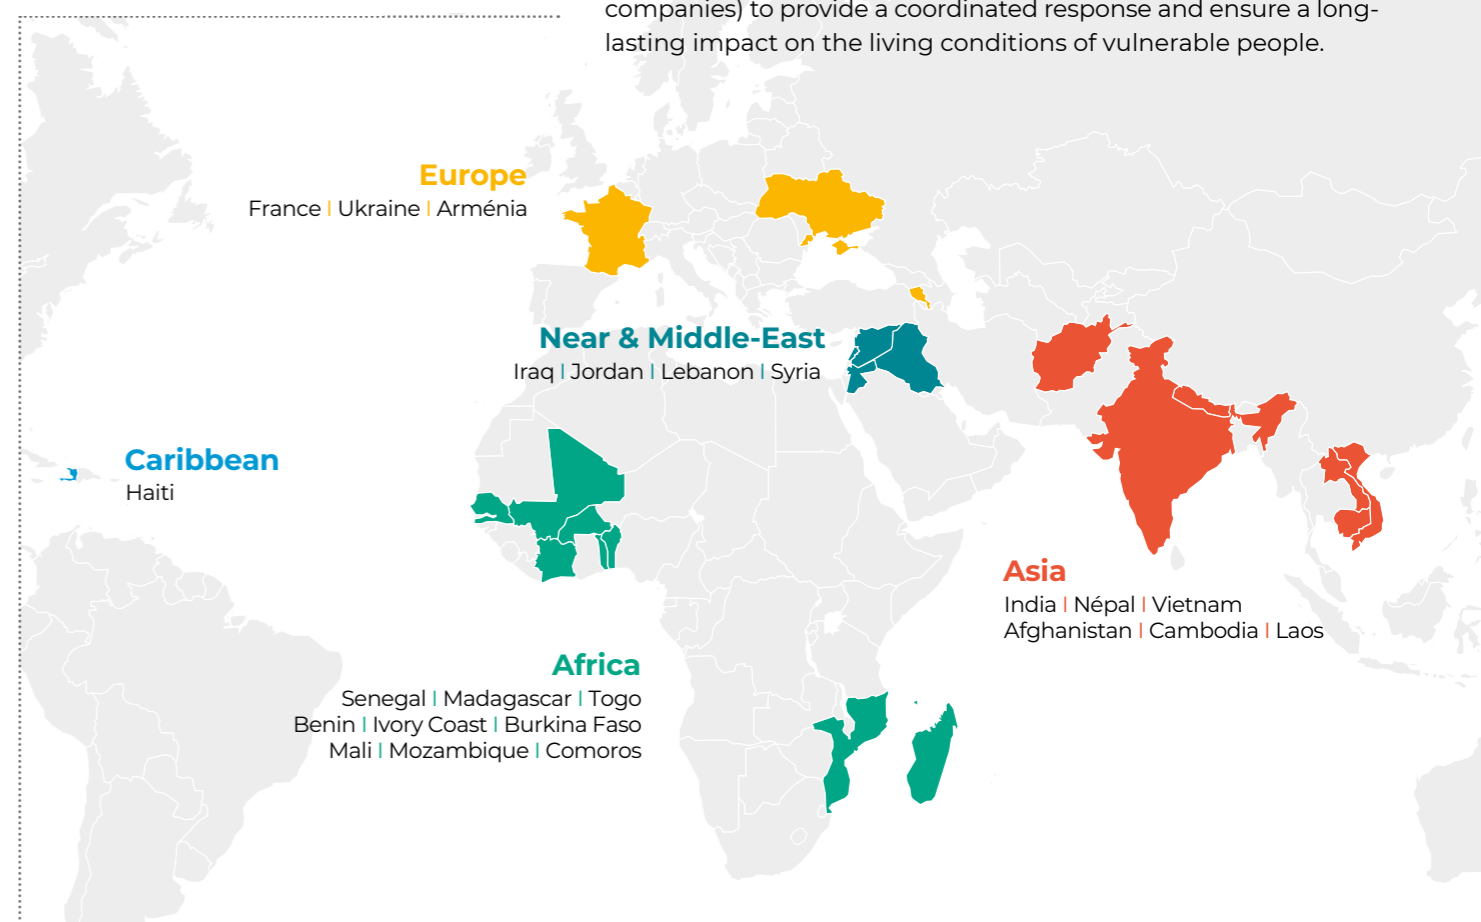 companies) to provide a coordinated response and ensure a long-
lasting impact on the living conditions of vulnerable people.
Europe
France I Ukraine I Arménia
Near & Middle-East
Iraq I Jordan I Lebanon I Syria
Caribbean
Haiti
Asia
India I Népal I Vietnam
Afghanistan I Cambodia I Laos
Africa
Senegal I Madagascar I Togo
Benin I Ivory Coast I Burkina Faso
Mali I Mozambique I Comoros